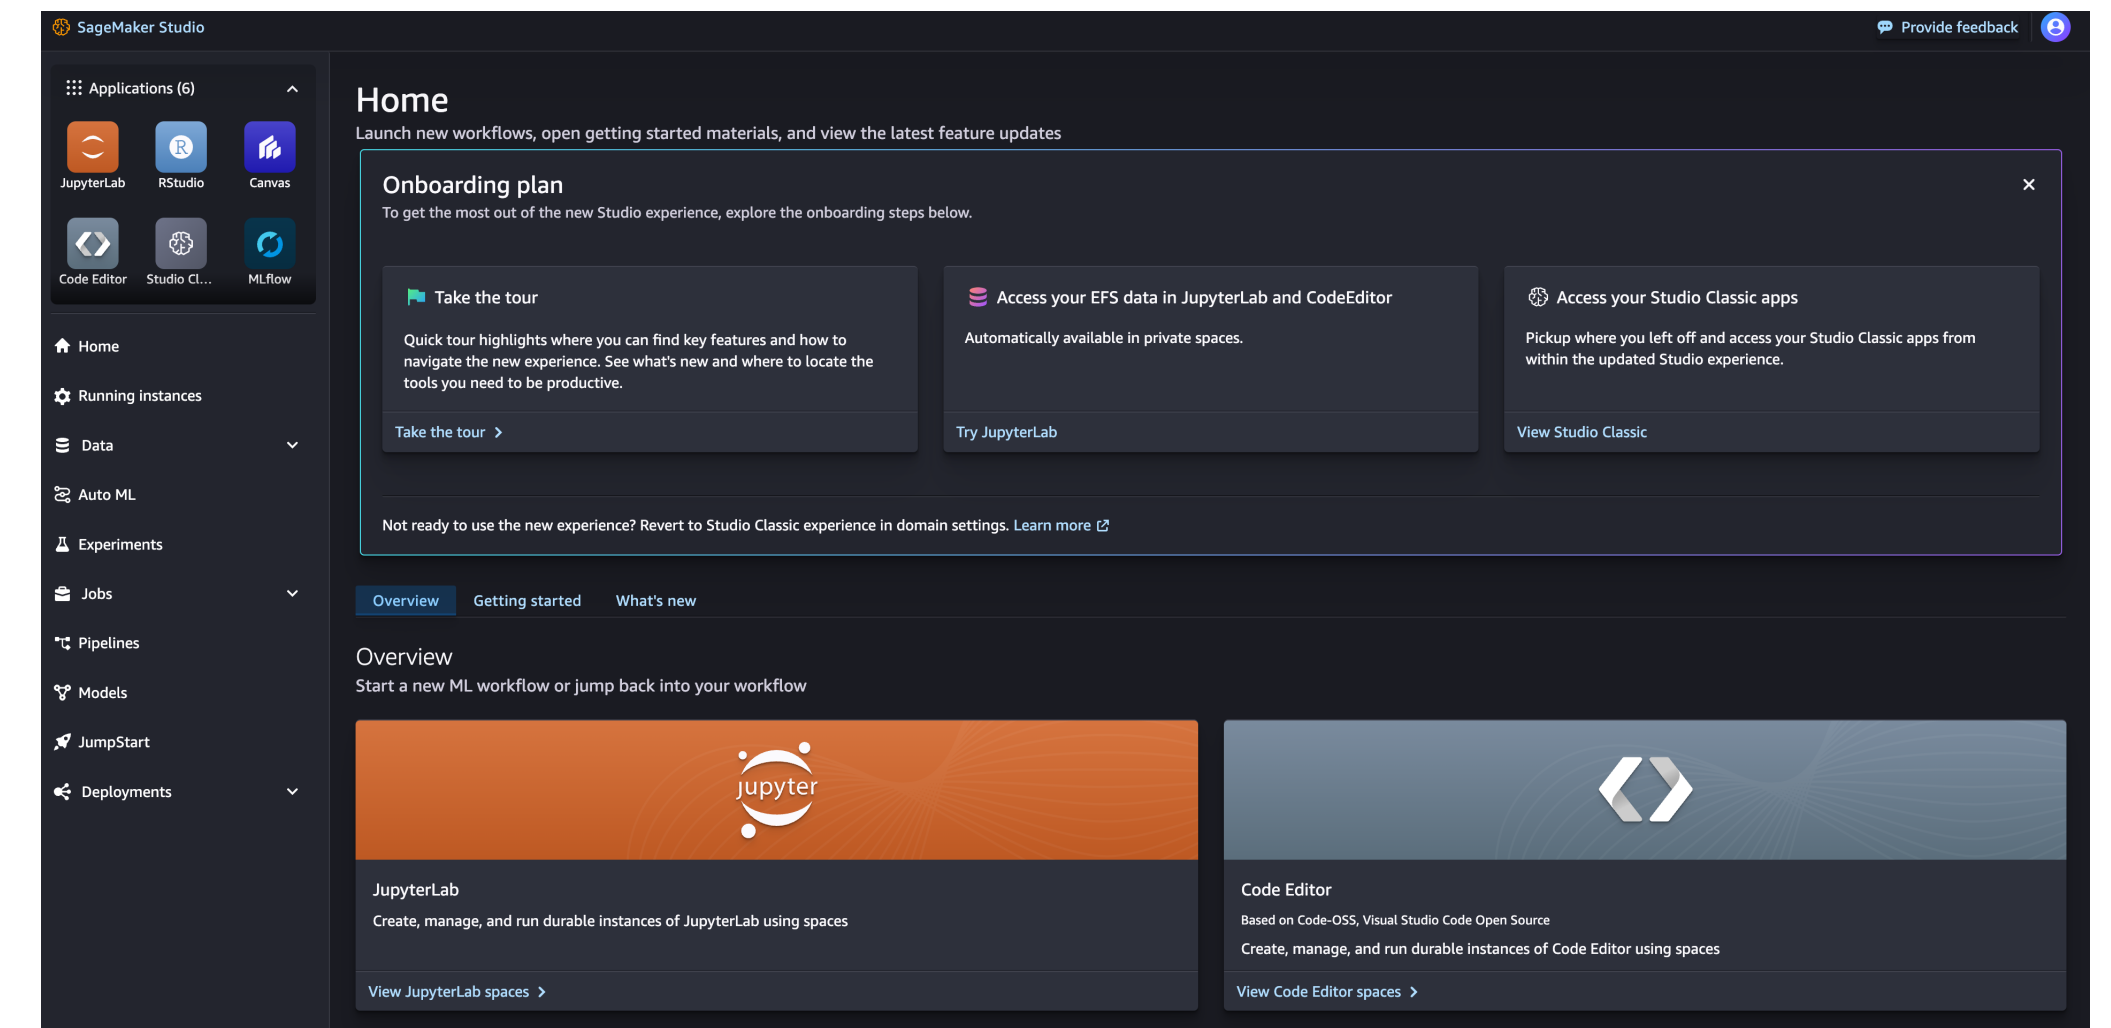 SageMaker Studio
Provide feedback
Applications (6)
JupyterLab
RStudio
Canvas
Code Editor
Studio Cl...
MLflow
Home
Running instances
Data
Auto ML
Experiments
Jobs
Pipelines
Models
JumpStart
Deployments
Home
Launch new workflows, open getting started materials, and view the latest feature updates
Onboarding plan
To get the most out of the new Studio experience, explore the onboarding steps below.
Take the tour
Quick tour highlights where you can find key features and how to
navigate the new experience. See what's new and where to locate the
tools you need to be productive.
Take the tour
Access your EFS data in JupyterLab and CodeEditor
Automatically available in private spaces.
Try JupyterLab
Access your Studio Classic apps
Pickup where you left off and access your Studio Classic apps from
within the updated Studio experience.
View Studio Classic
Not ready to use the new experience? Revert to Studio Classic experience in domain settings. Learn more
Overview
Getting started
What's new
Overview
Start a new ML workflow or jump back into your workflow
jupyter
JupyterLab
Create, manage, and run durable instances of JupyterLab using spaces
View JupyterLab spaces
Code Editor
Based on Code-OSS, Visual Studio Code Open Source
Create, manage, and run durable instances of Code Editor using spaces
View Code Editor spaces